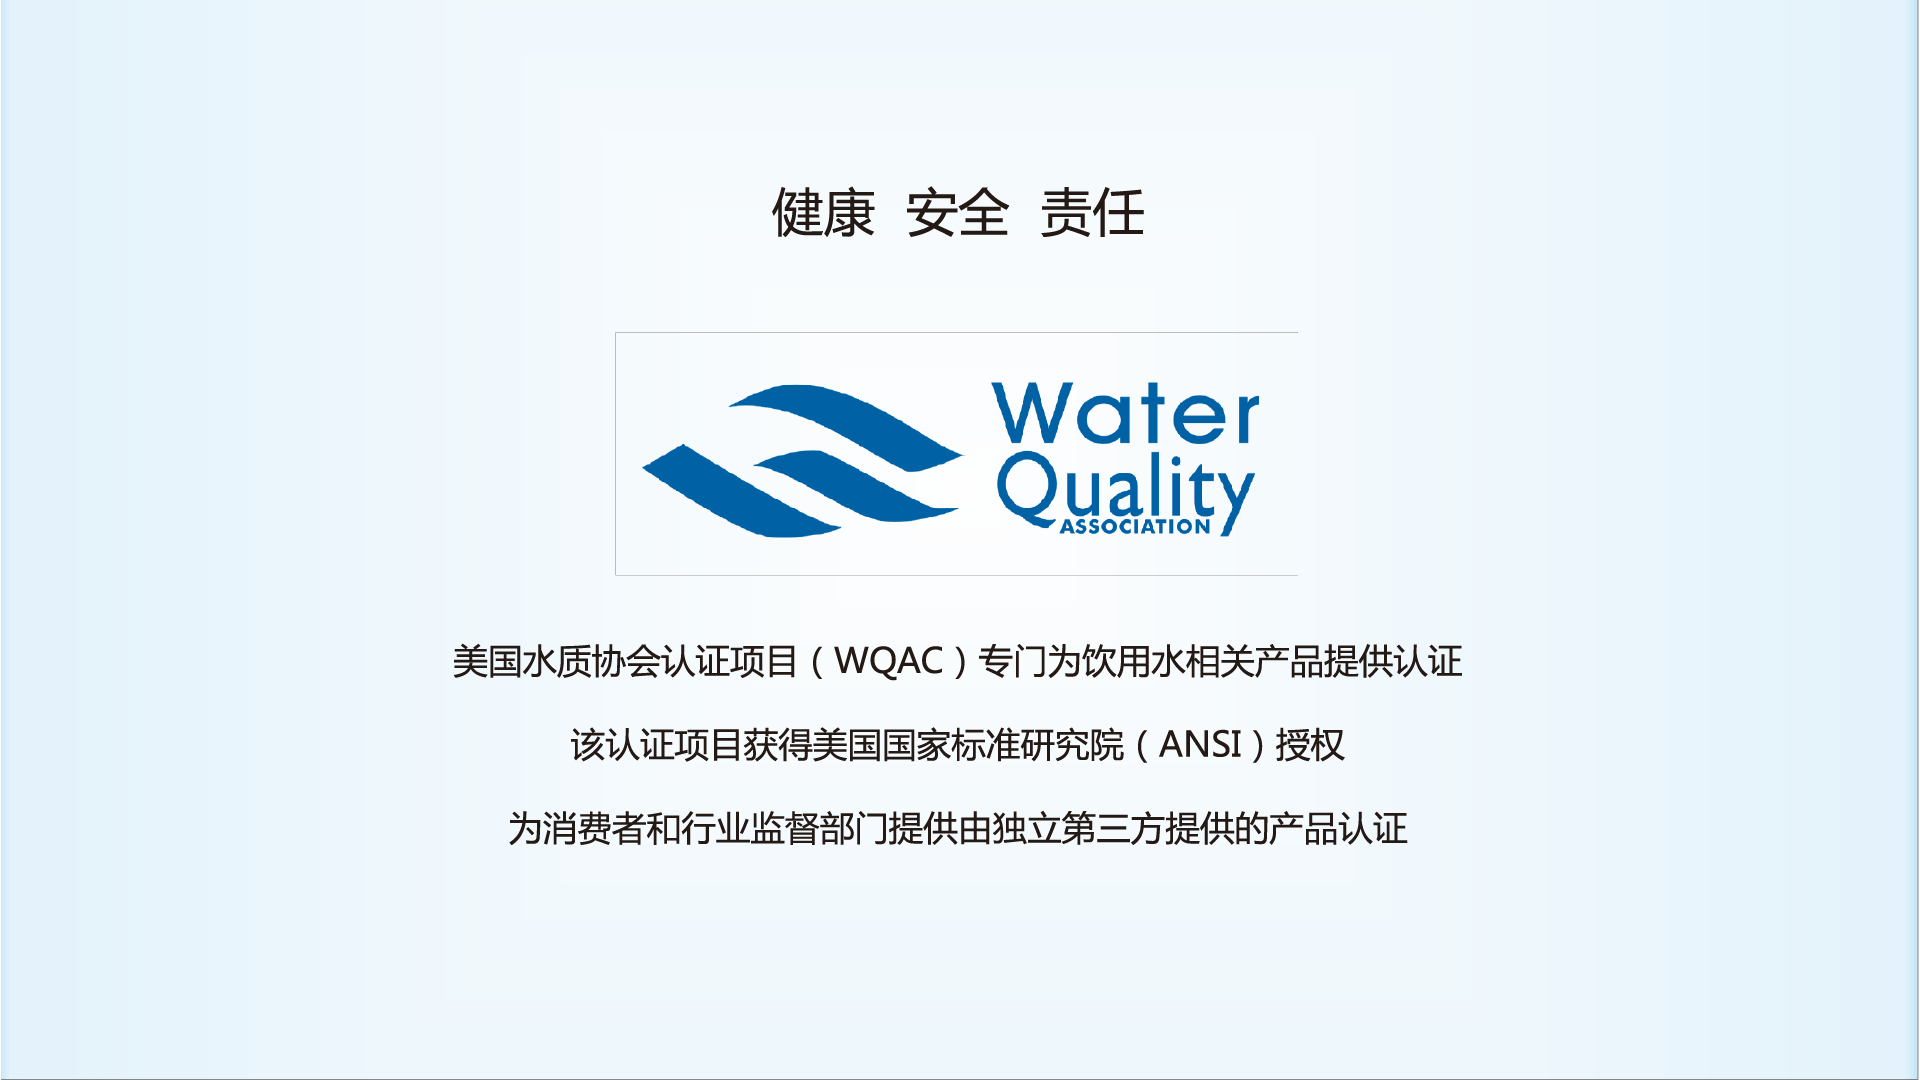 健康 安全 责任
Water
Quality
ASSOCIATION
美国水质协会认证项目（WQAC）专门为饮用水相关产品提供认证
该认证项目获得美国国家标准研究院（ANSI）授权
为消费者和行业监督部门提供由独立第三方提供的产品认证